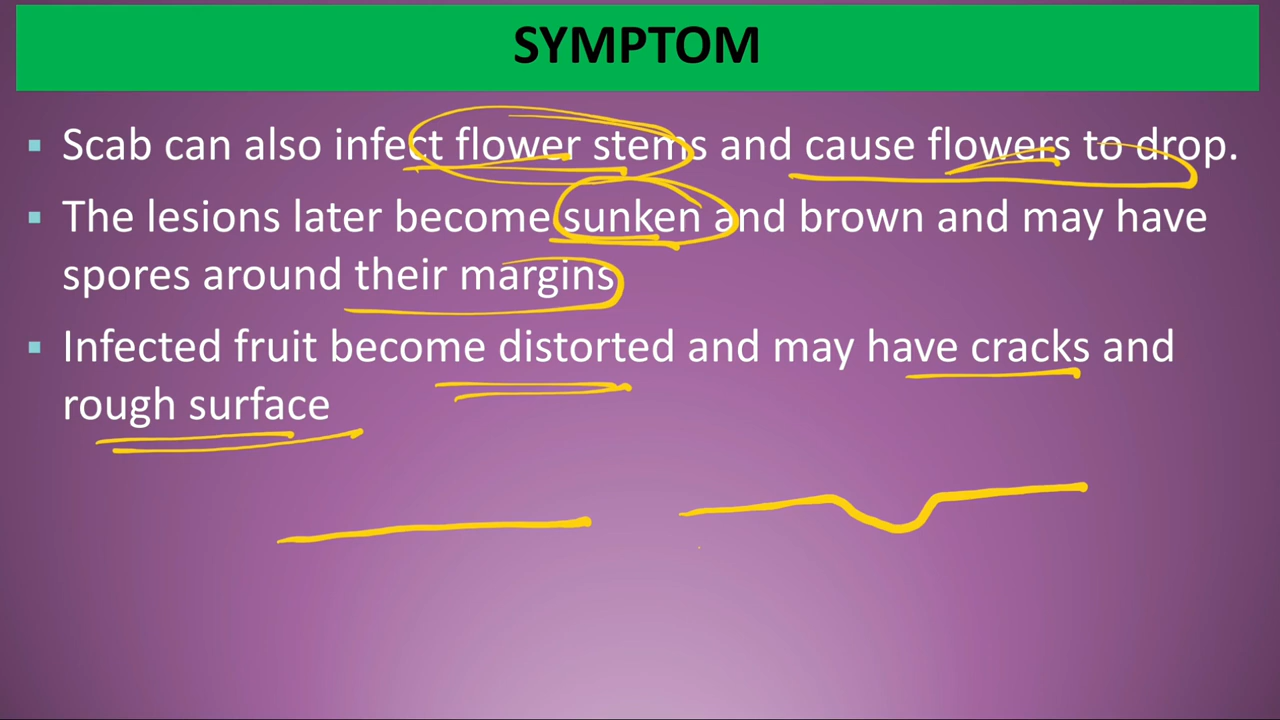 SYMPTOM
▪ Scab can also infect flower stems and cause flowers to drop.
▪ The lesions later become sunken and brown and may have
spores around their margins
▪ Infected fruit become distorted and may have cracks and
rough surface